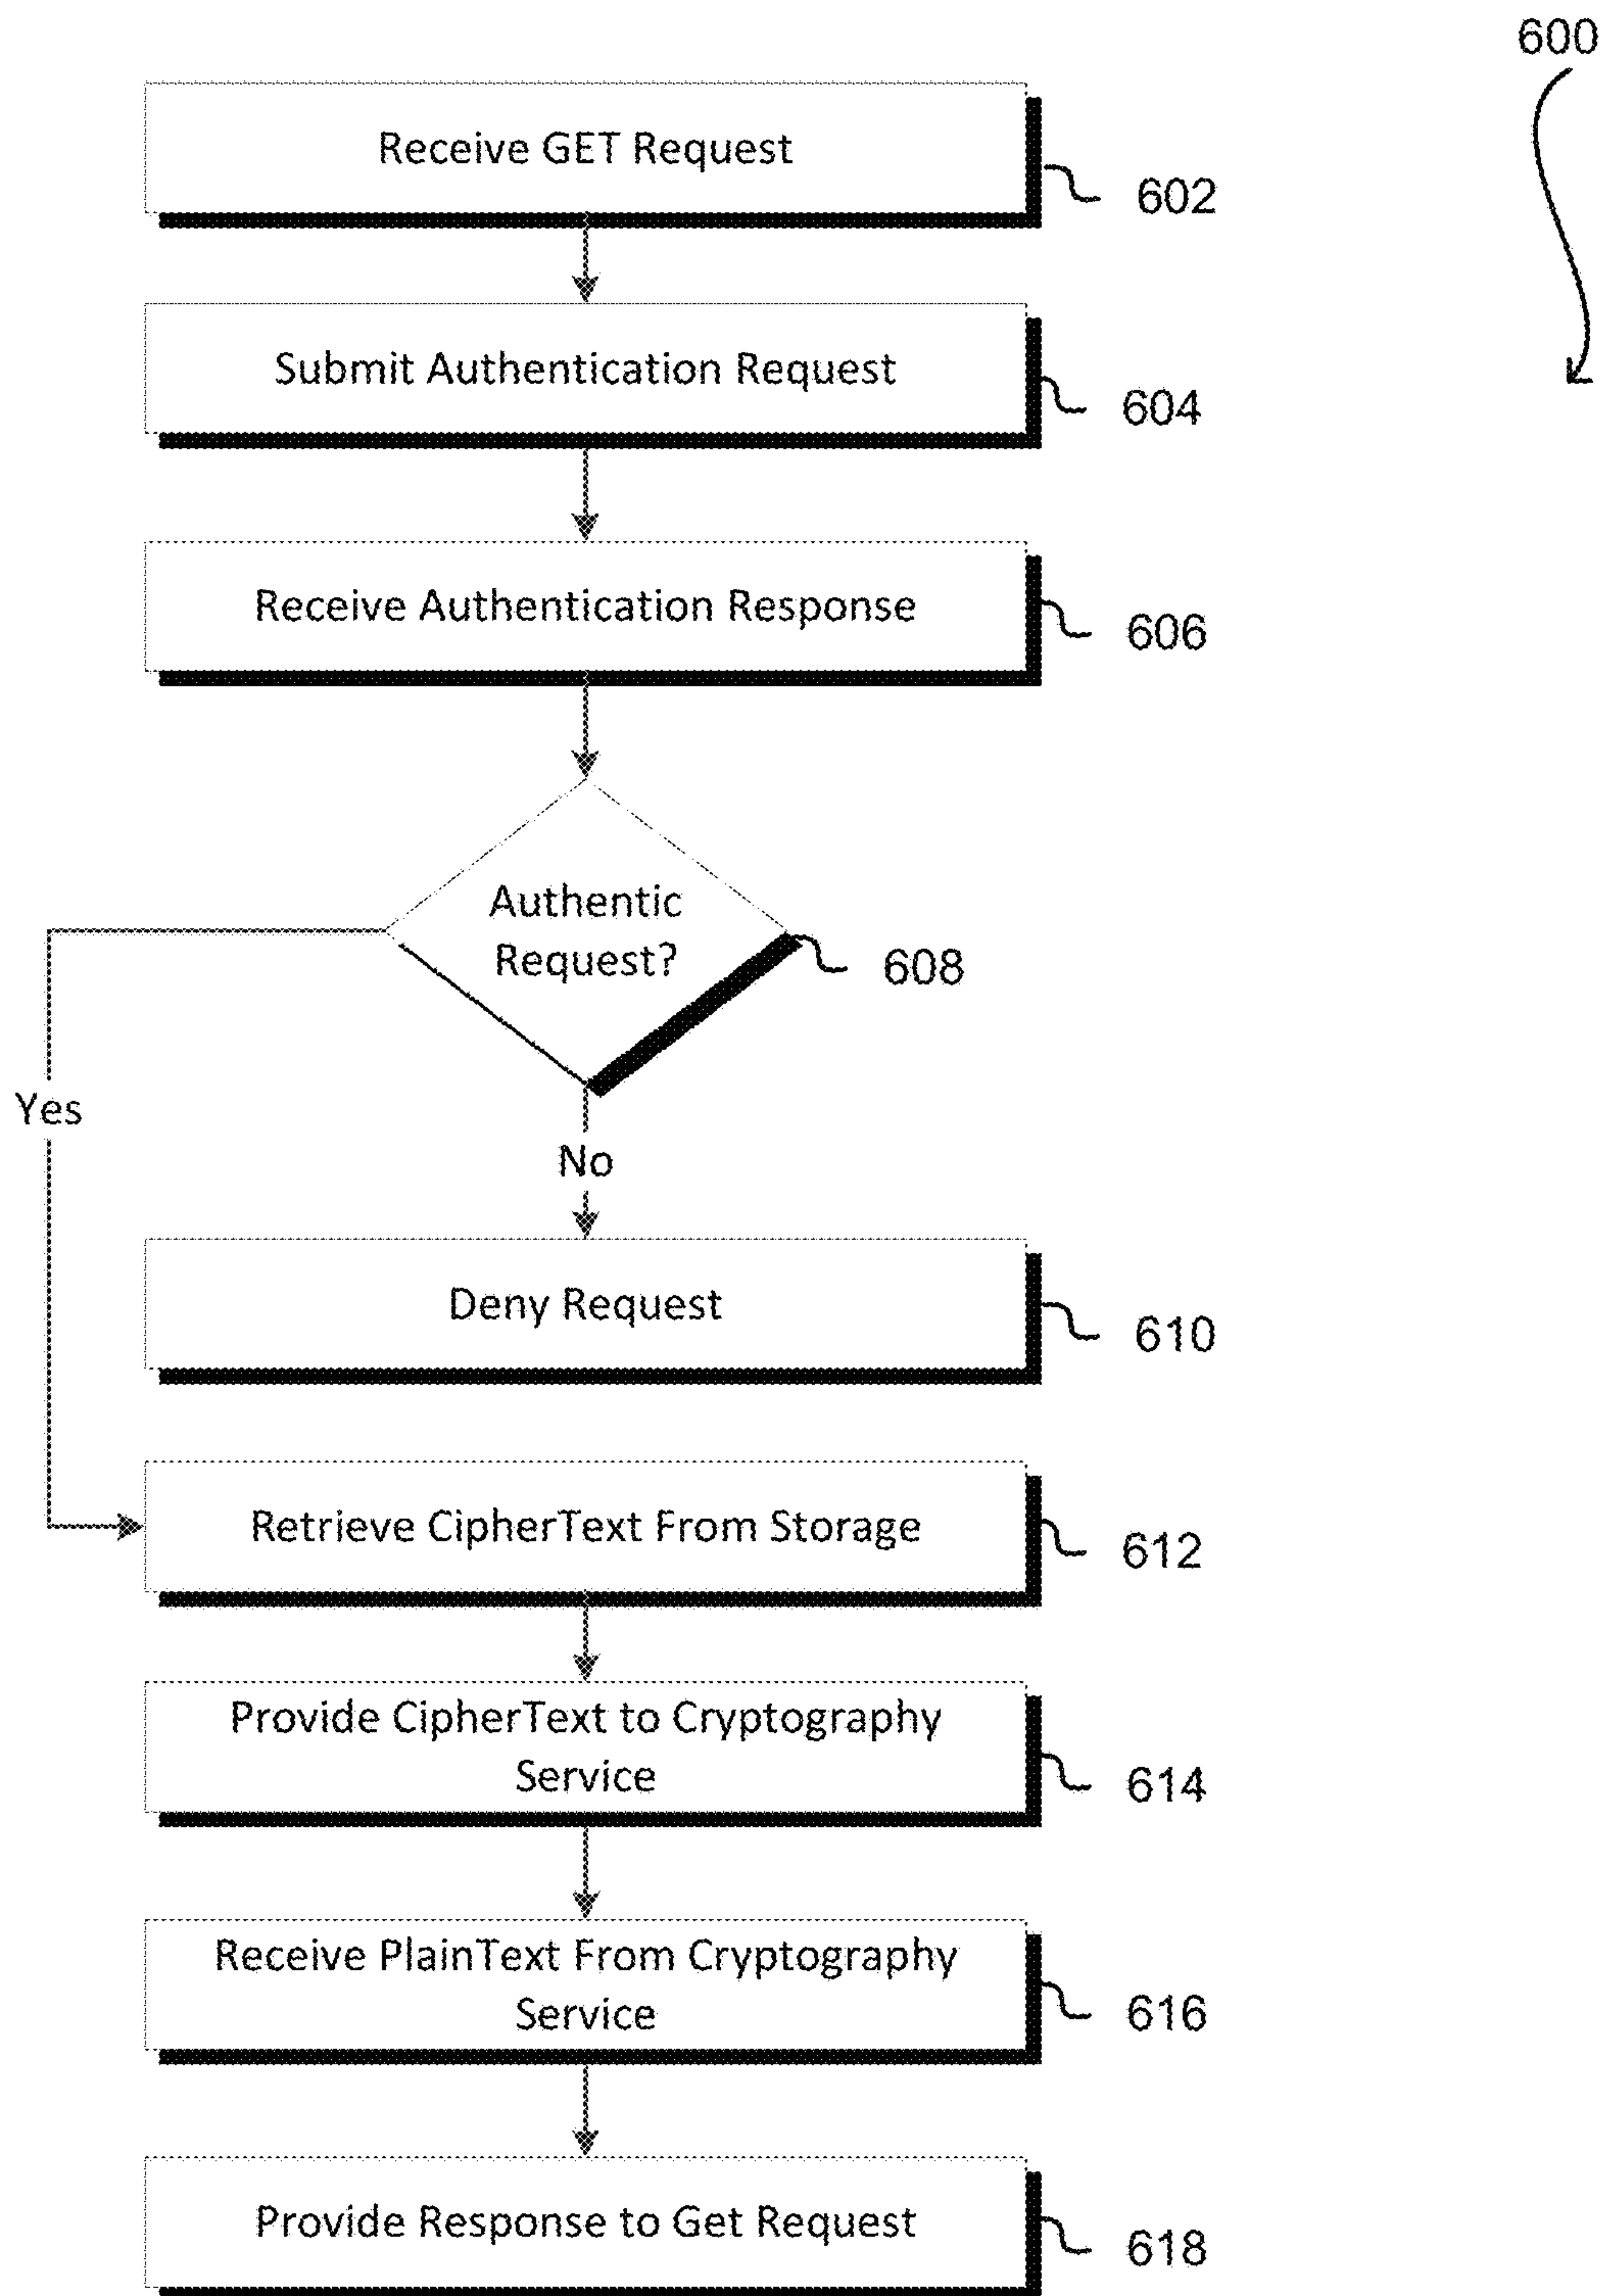 600
Receive GET Request
602
Submit Authentication Request
604
Receive Authentication Response
606
Authentic
Request?
608
Yes
No
Deny Request
610
Retrieve CipherText From Storage
612
Provide CipherText to Cryptography
Service
614
Receive PlainText From Cryptography
Service
616
Provide Response to Get Request
618